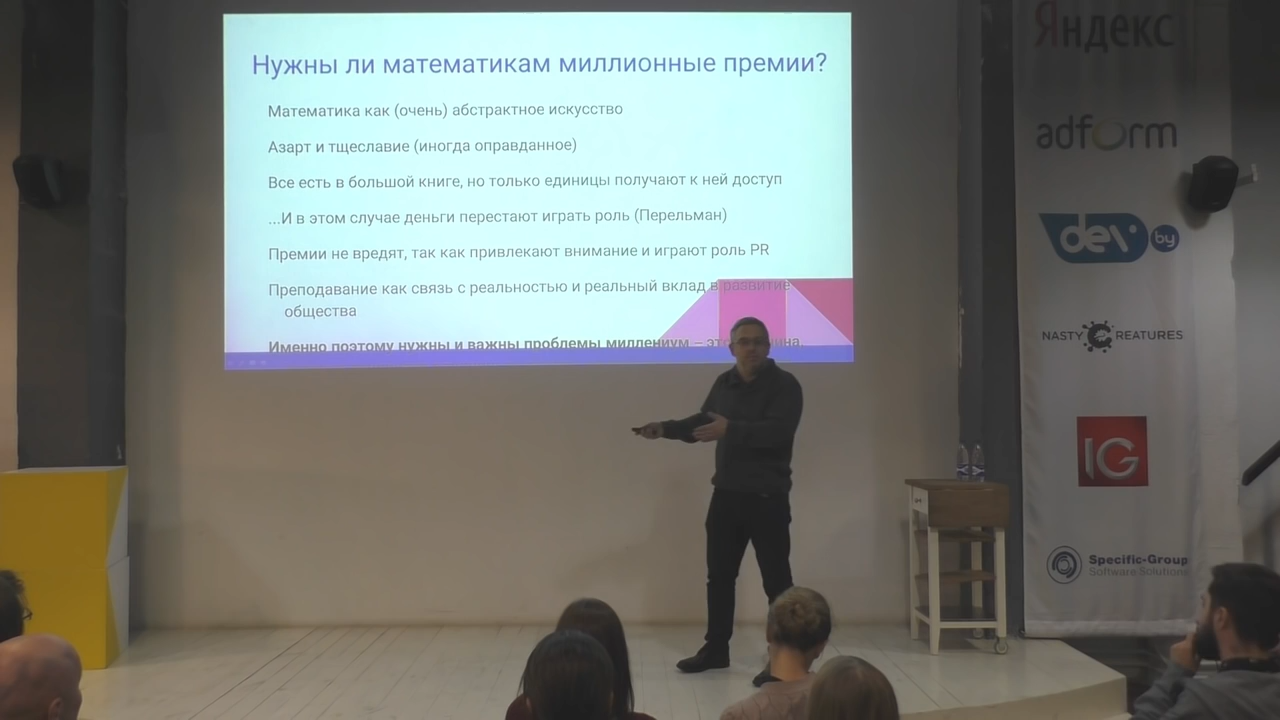 Нужны ли математикам миллионные премии?
Математика как (очень) абстрактное искусство
Азарт и тщеславие (иногда оправданное)
Все есть в большой книге, но только единицы получают к ней доступ
...И в этом случае деньги перестают играть роль (Перельман)
Премии не вредят, так как привлекают внимание и играют роль PR
Преподавание как связь с реальностью и реальный вклад в развитие
общества
Именно поэтому нужны и важны проблемы миллениум –
Яндекс
adform
dev by
NASTY CREATURES
IG
Specific-Group
Software Solutions